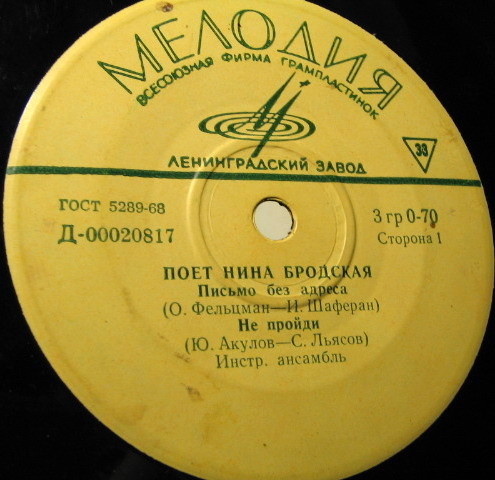 МЕЛОДИЯ
ВСЕСОЮЗНАЯ ФИРМА ГРАМПЛАСТИНОК
ЛЕНИНГРАДСКИЙ ЗАВОД
33
ГОСТ 5289-68
Д-00020817
3 гр 0-70
Сторона 1
ПОЕТ НИНА БРОДСКАЯ
Письмо без адреса
(О. Фельцман—И. Шаферан)
Не пройди
(Ю. Акулов—С. Льясов)
Инстр. ансамбль